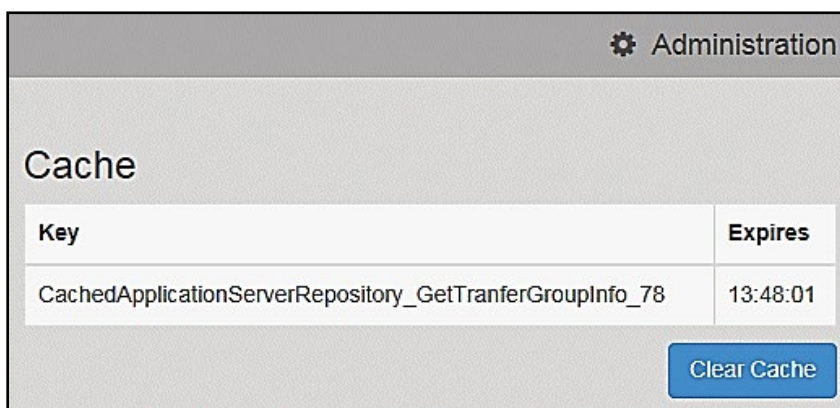 Administration
Cache
Key Expires
CachedApplicationServerRepository_GetTranferGroupInfo_78 13:48:01
Clear Cache